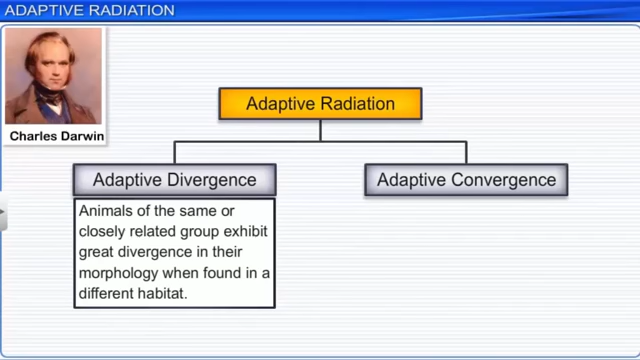 ADAPTIVE RADIATION
Charles Darwin
Adaptive Radiation
Adaptive Divergence
Adaptive Convergence
Animals of the same or
closely related group exhibit
great divergence in their
morphology when found in a
different habitat.